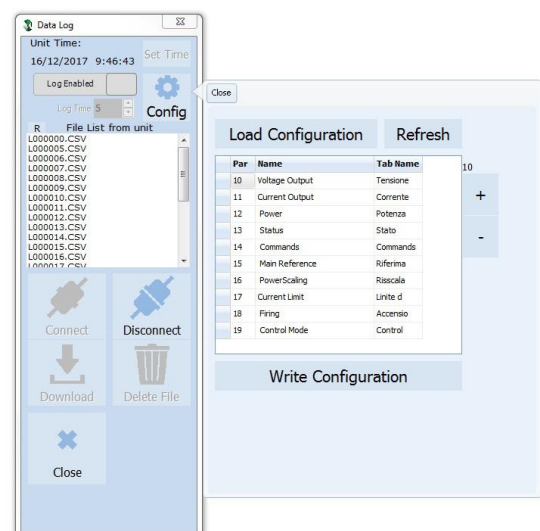 Data Log
Unit Time:
16/12/2017 9:46:43
Set Time
Log Enabled
Log Time 5
Config
R File List from unit
L000000.CSV
L000005.CSV
L000006.CSV
L000007.CSV
L000008.CSV
L000009.CSV
L000010.CSV
L000011.CSV
L000012.CSV
L000013.CSV
L000014.CSV
L000015.CSV
L000016.CSV
L000017.CSV
Connect
Disconnect
Download
Delete File
Close
Close
Load Configuration
Refresh
Par Name Tab Name
10 Voltage Output Tensione
11 Current Output Corrente
12 Power Potenza
13 Status Stato
14 Commands Commands
15 Main Reference Riferima
16 PowerScaling Risscala
17 Current Limit Linite d
18 Firing Accensio
19 Control Mode Control
10
+
-
Write Configuration